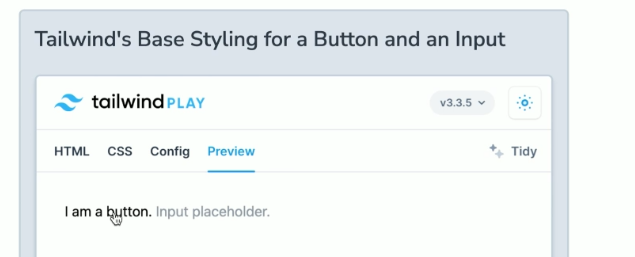 Tailwind's Base Styling for a Button and an Input
tailwind PLAY
v3.3.5
HTML CSS Config Preview
Tidy
I am a button. Input placeholder.